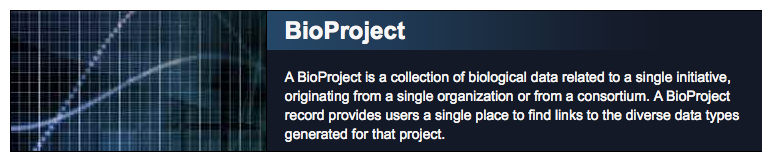 BioProject
A BioProject is a collection of biological data related to a single initiative,
originating from a single organization or from a consortium. A BioProject
record provides users a single place to find links to the diverse data types
generated for that project.